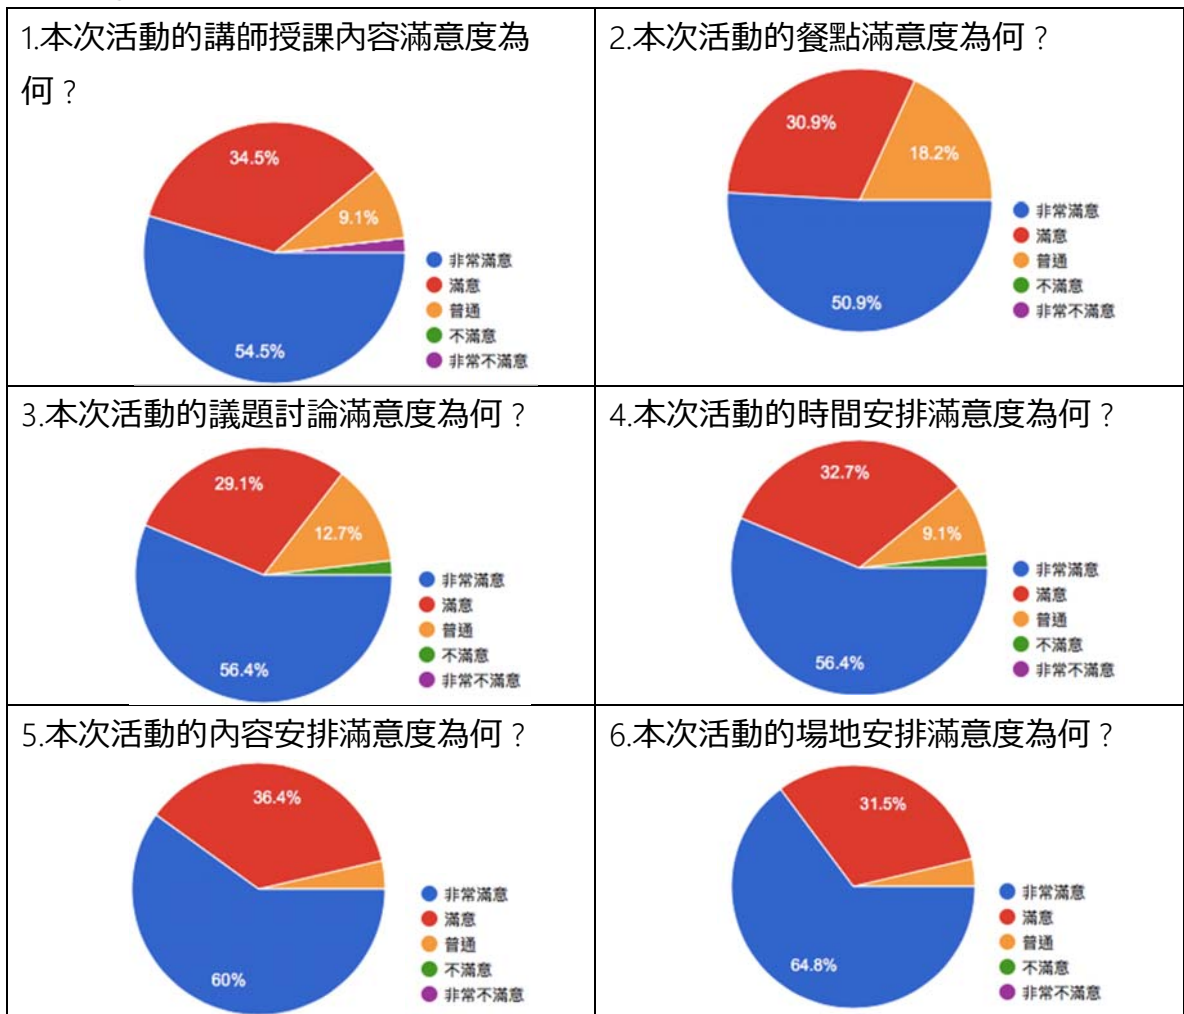 1.本次活動的講師授課內容滿意度為
何？
34.5%
9.1%
54.5%
非常滿意
滿意
普通
不滿意
非常不滿意
2.本次活動的餐點滿意度為何？
30.9%
18.2%
50.9%
非常滿意
滿意
普通
不滿意
非常不滿意
3.本次活動的議題討論滿意度為何？
29.1%
12.7%
56.4%
非常滿意
滿意
普通
不滿意
非常不滿意
4.本次活動的時間安排滿意度為何？
32.7%
9.1%
56.4%
非常滿意
滿意
普通
不滿意
非常不滿意
5.本次活動的內容安排滿意度為何？
36.4%
60%
非常滿意
滿意
普通
不滿意
非常不滿意
6.本次活動的場地安排滿意度為何？
31.5%
64.8%
非常滿意
滿意
普通
不滿意
非常不滿意